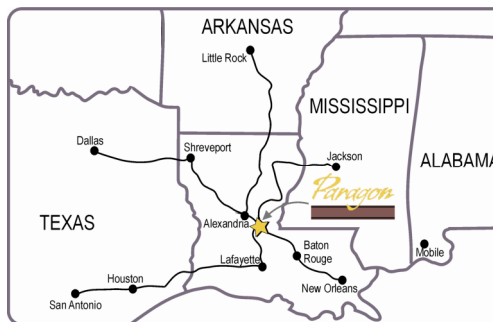 ARKANSAS
Little Rock
MISSISSIPPI
Dallas
Shreveport
Jackson
ALABAMA
Paragon
TEXAS
Alexandria
Baton
Rouge
Mobile
Lafayette
Houston
New Orleans
San Antonio